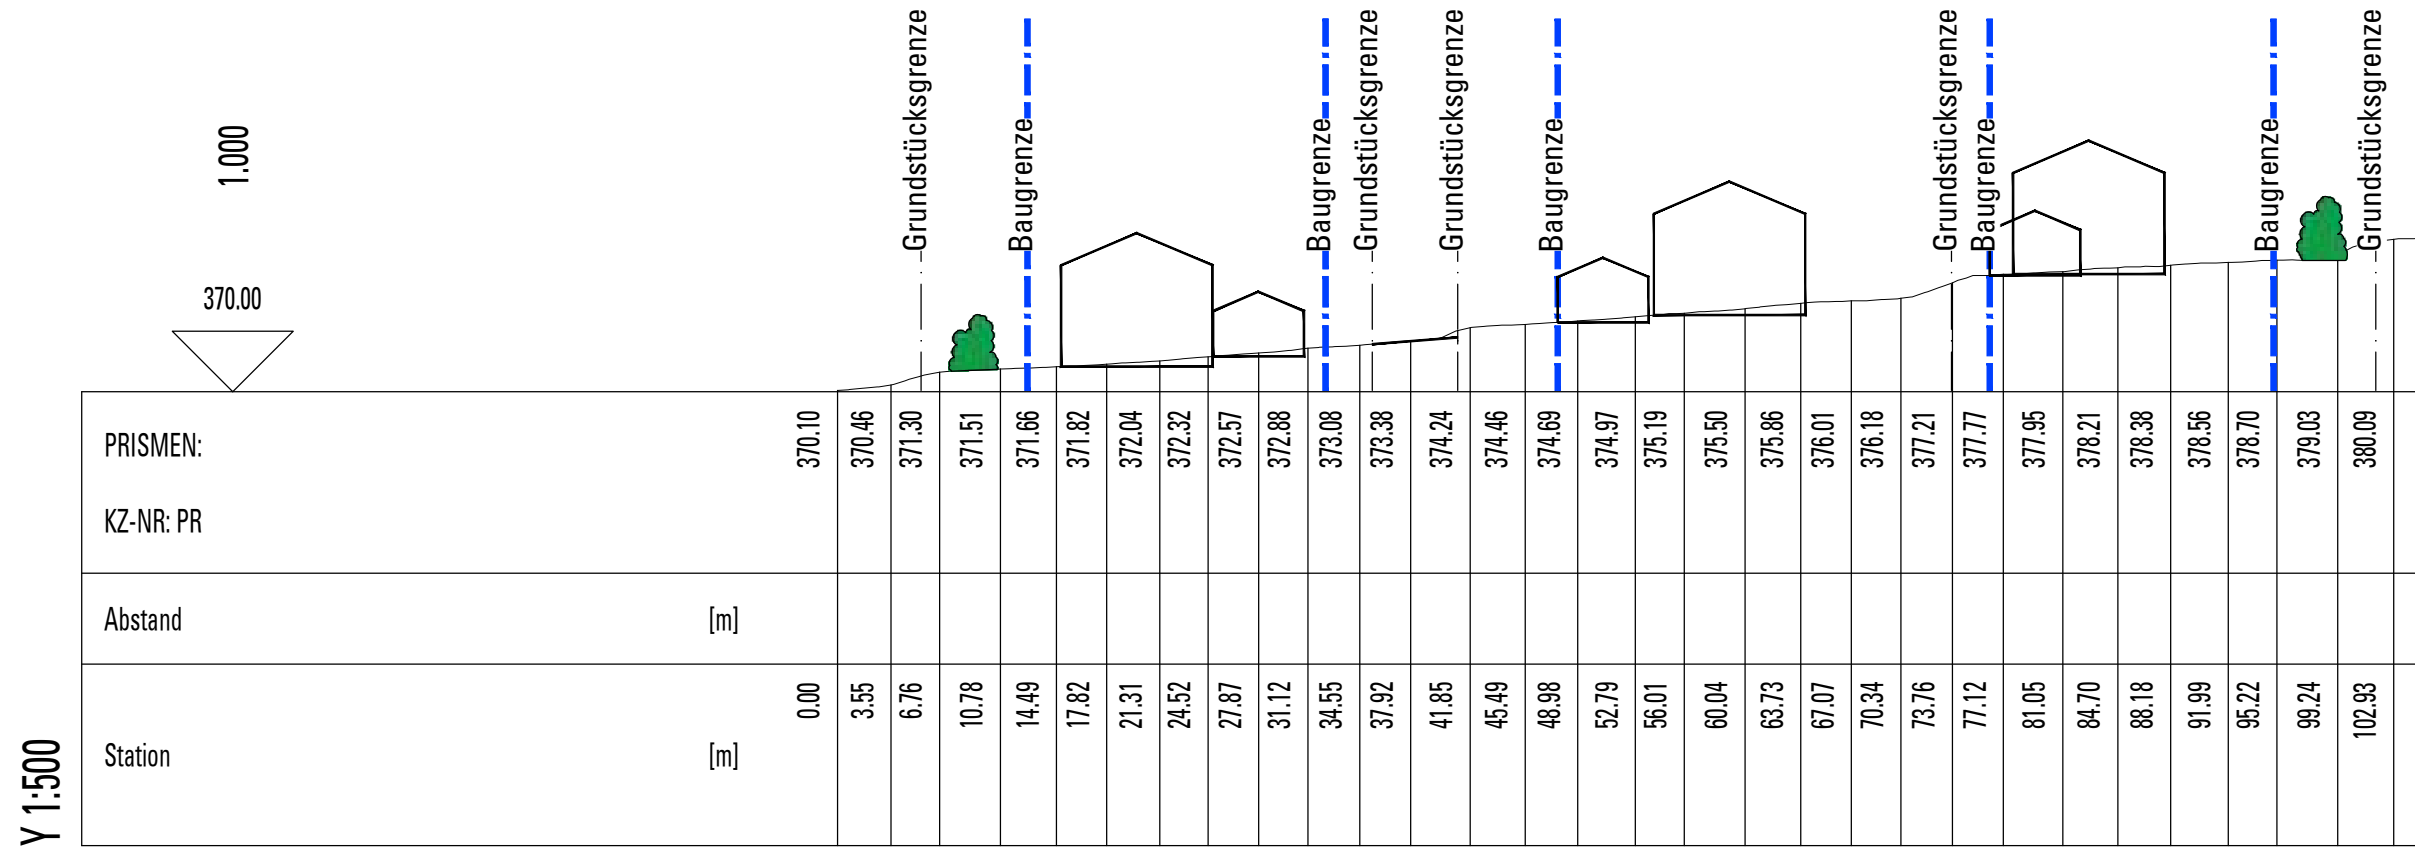 Grundstücksgrenze
Baugrenze
Baugrenze
Grundstücksgrenze
Grundstücksgrenze
Baugrenze
Grundstücksgrenze
Baugrenze
Baugrenze
Grundstücksgrenze
1.000
370.00
PRISMEN: 370.10 370.46 371.30 371.51 371.66 371.82 372.04 372.32 372.57 372.88 373.08 373.38 374.24 374.46 374.69 374.97 375.19 375.50 375.86 376.01 376.18 377.21 377.77 377.95 378.21 378.38 378.56 378.70 379.03 380.09
KZ-NR: PR
Abstand [m]
Station [m] 0.00 3.55 6.76 10.78 14.49 17.82 21.31 24.52 27.87 31.12 34.55 37.92 41.85 45.49 48.98 52.79 56.01 60.04 63.73 67.07 70.34 73.76 77.12 81.05 84.70 88.18 91.99 95.22 99.24 102.93
Y 1:500